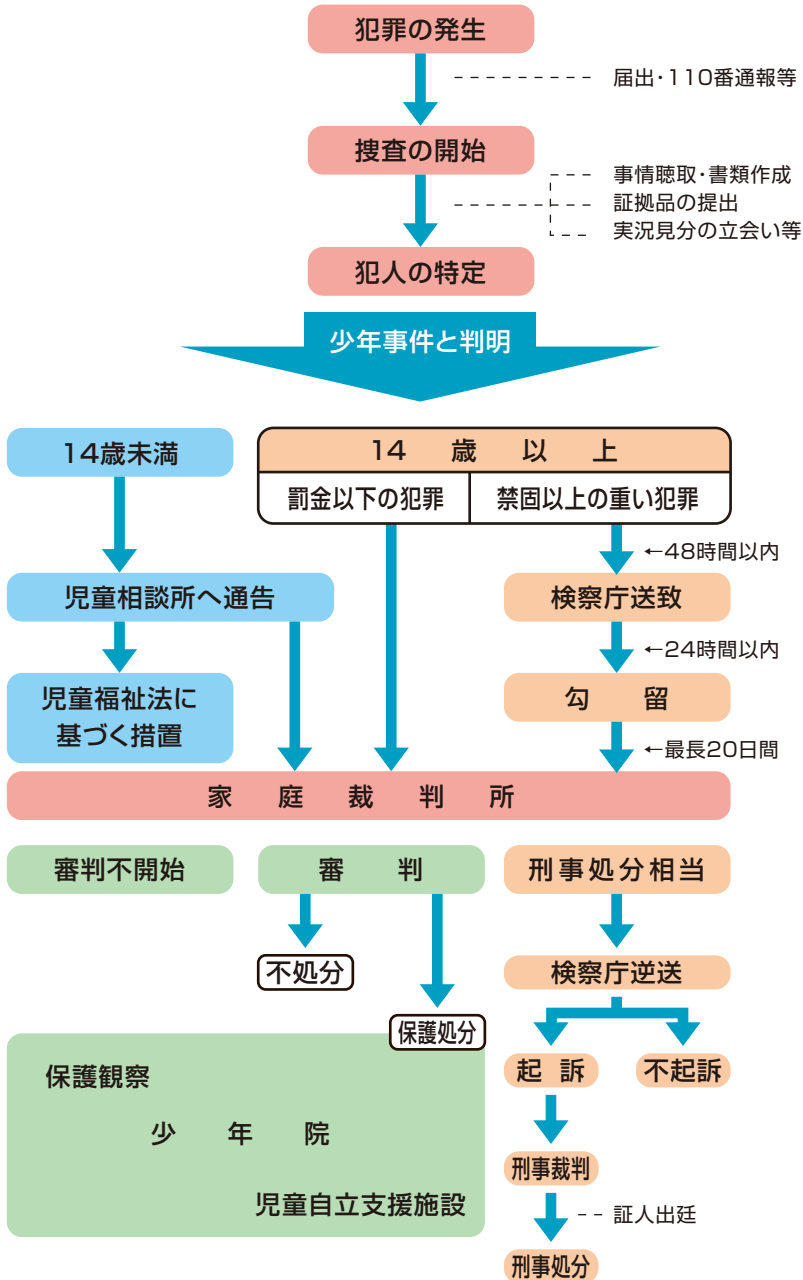 犯罪の発生
届出・110番通報等
捜査の開始
事情聴取・書類作成
証拠品の提出
実況見分の立会い等
犯人の特定
少年事件と判明
14歳未満
14歳以上
罰金以下の犯罪
禁固以上の重い犯罪
←48時間以内
児童相談所へ通告
検察庁送致
←24時間以内
児童福祉法に
基づく措置
勾留
←最長20日間
家庭裁判所
審判不開始
審判
刑事処分相当
不処分
検察庁逆送
保護処分
保護観察
少年院
児童自立支援施設
起訴
不起訴
刑事裁判
証人出廷
刑事処分